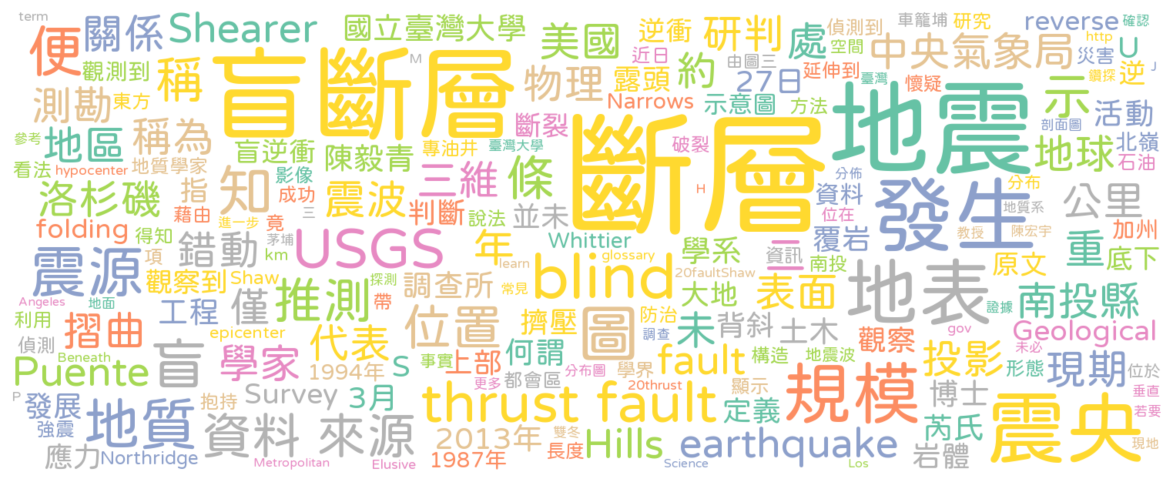 term
便 關係 Shearer 國立臺灣大學 美國 逆衝 研判 處 偵測到 車籠埔 研究 reverse 確認
觀測到 稱 盲斷層 M 近日 由圖三 空間 中央氣象局 http U 災害 J
測勘 東方 物理 露頭 約 27日 延伸到 臺灣 懷疑 示 逆 鑽探
參考 地區 稱為 Narrows 示意圖 方法 地震 剖面圖 活動
看法 地質學家 盲逆衝 陳毅青 專油井 斷裂 臺灣大學 破裂 斷層 地球 北嶺 石油
hypocenter 指 知 影像 成功 震波 三維 條 H 分佈 資料 發生 分布 公里
洛杉磯 藉由 進一步 三 判斷 說法 並未 位在 地質系 加州
folding 得知 項 竟 茅埔 年 Whittier 學系 二 覆岩 教授 陳宏宇 重 底下
震源 錯動 km USGS glossary 資訊 南投 原文
觀察到 Shaw learn blind 20faultShaw 地表
Angeles 地面 工程 僅 推測 探測 帶 調查所 常見 大地 表面 證據 南投縣
利用 摺曲 代表 位置 擠壓 圖 未 防治 背斜 土木 觀察 gov Geological
偵測 epicenter 事實 何謂 調查 未必
Beneath 盲 學家 S 上部 學界 fault 構造 地震波 投影 形態 現期 位於
Puente 1994年 更多 都會區 分布圖 20thrust 顯示 規模 博士 垂直
P 發展 地質 抱持 Survey 3月 thrust fault 定義 芮氏 震央 若要
強震 資料 來源 2013年 雙冬 Hills earthquake 現地
應力 Northridge Metropolitan 1987年 Elusive 長度 Science Los 岩體